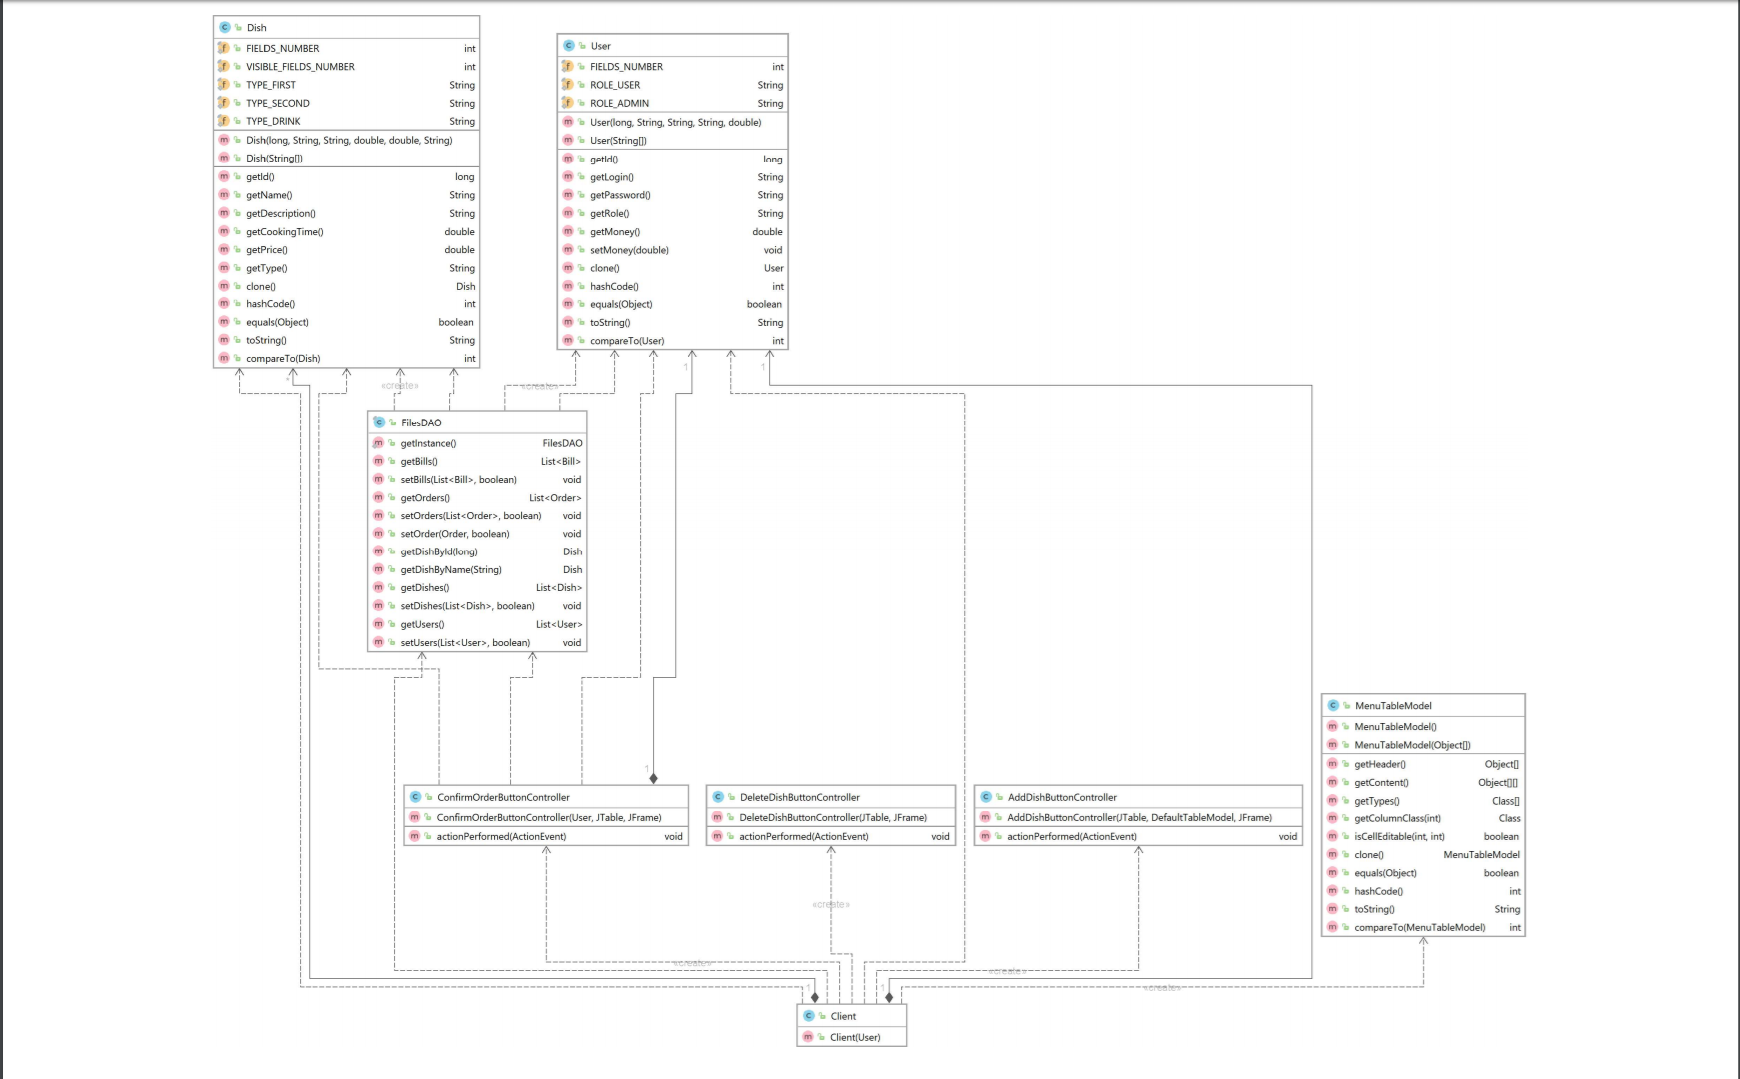 Dish
FIELDS_NUMBER int
VISIBLE_FIELDS_NUMBER int
TYPE_FIRST String
TYPE_SECOND String
TYPE_DRINK String
Dish(long, String, String, double, double, String)
Dish(String[])
getId() long
getName() String
getDescription() String
getCookingTime() double
getPrice() double
getType() String
clone() Dish
hashCode() int
equals(Object) boolean
toString() String
compareTo(Dish) int
User
FIELDS_NUMBER int
ROLE_USER String
ROLE_ADMIN String
User(long, String, String, String, double)
User(String[])
getId() long
getLogin() String
getPassword() String
getRole() String
getMoney() double
setMoney(double) void
clone() User
hashCode() int
equals(Object) boolean
toString() String
compareTo(User) int
*
«create»
«create»
1
1
FilesDAO
getInstance() FilesDAO
getBills() List<Bill>
setBills(List<Bill>, boolean) void
getOrders() List<Order>
setOrders(List<Order>, boolean) void
setOrder(Order, boolean) void
getDishById(long) Dish
getDishByName(String) Dish
getDishes() List<Dish>
setDishes(List<Dish>, boolean) void
getUsers() List<User>
setUsers(List<User>, boolean) void
MenuTableModel
MenuTableModel()
MenuTableModel(Object[])
getHeader() Object[]
getContent() Object[][]
getTypes() Class[]
getColumnClass(int) Class
isCellEditable(int, int) boolean
clone() MenuTableModel
equals(Object) boolean
hashCode() int
toString() String
compareTo(MenuTableModel) int
1
ConfirmOrderButtonController
ConfirmOrderButtonController(User, JTable, JFrame)
actionPerformed(ActionEvent) void
DeleteDishButtonController
DeleteDishButtonController(JTable, JFrame)
actionPerformed(ActionEvent) void
AddDishButtonController
AddDishButtonController(JTable, DefaultTableModel, JFrame)
actionPerformed(ActionEvent) void
«create»
«create»
«create»
«create»
1
1
Client
Client(User)